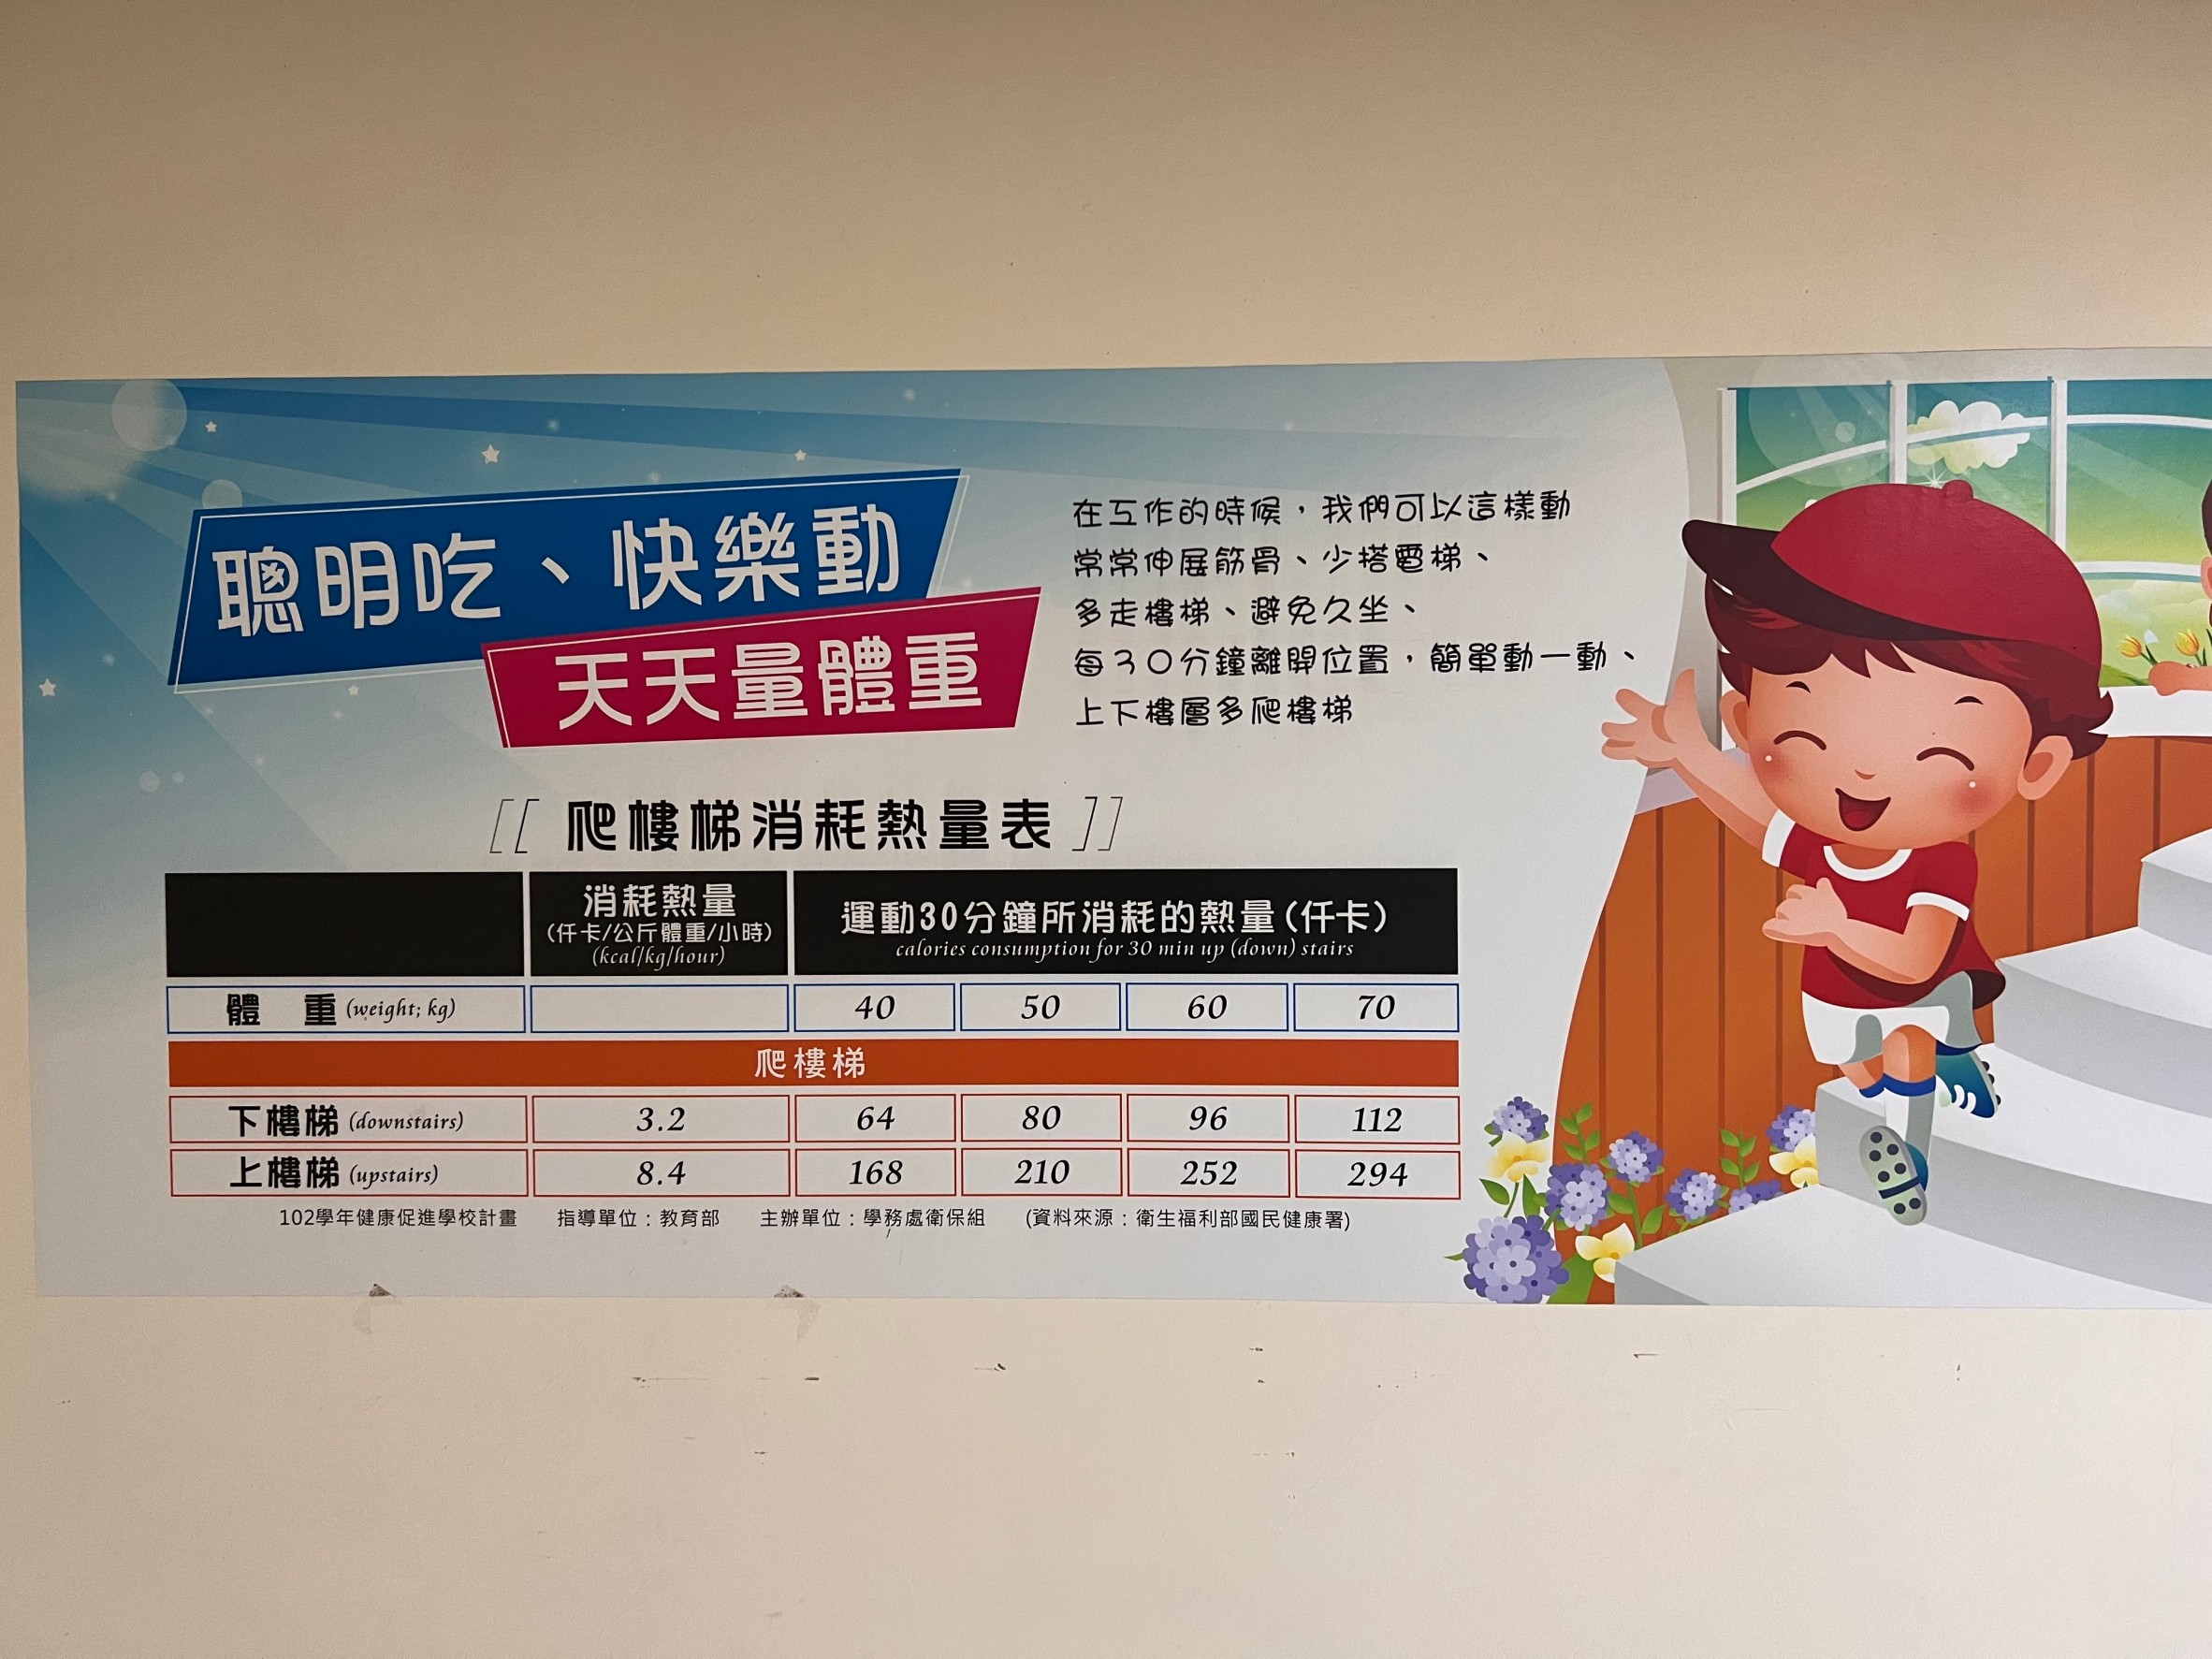 聰明吃、快樂動
天天量體重
在工作的時候，我們可以這樣動
常常伸展筋骨、少搭電梯、
多走樓梯、避免久坐、
每30分鐘離開位置，簡單動一動、
上下樓層多爬樓梯
[[ 爬樓梯消耗熱量表 ]]
消耗熱量 (仟卡/公斤體重/小時) (kcal/kg/hour)
運動30分鐘所消耗的熱量(仟卡)
calories consumption for 30 min up (down) stairs
體 重 (weight; kg) 40 50 60 70
爬樓梯
下樓梯 (downstairs) 3.2 64 80 96 112
上樓梯 (upstairs) 8.4 168 210 252 294
102學年健康促進學校計畫 指導單位：教育部 主辦單位：學務處衛保組 (資料來源：衛生福利部國民健康署)